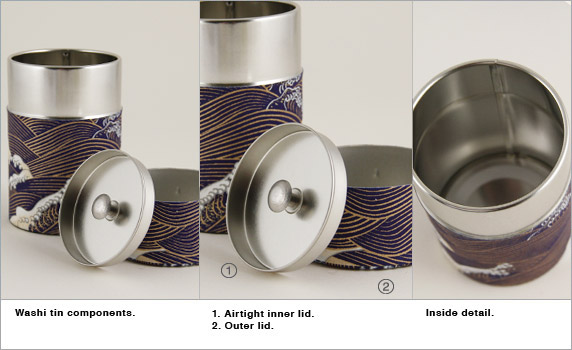 1
2
Washi tin components.
1. Airtight inner lid.
2. Outer lid.
Inside detail.